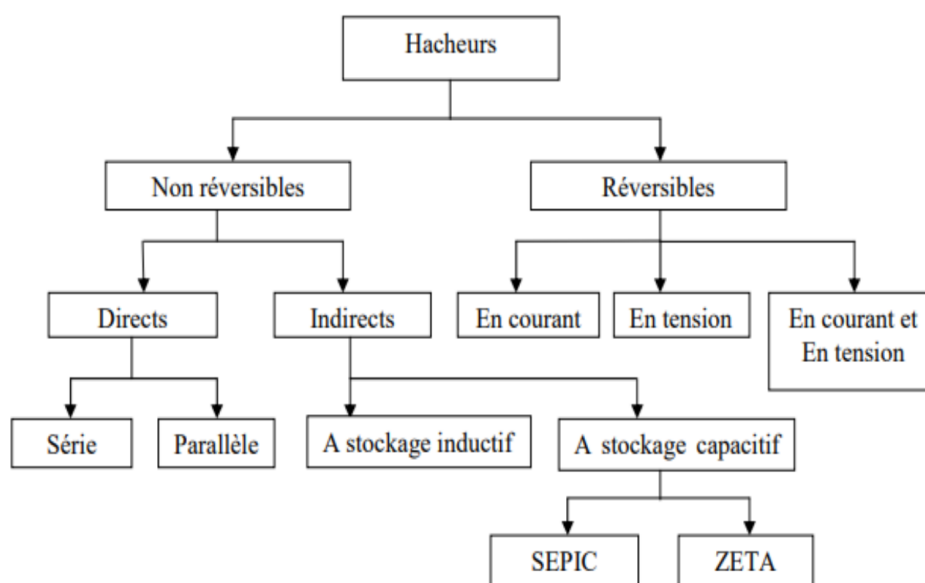 Hacheurs
Non réversibles
Réversibles
Directs
Indirects
En courant
En tension
En courant et
En tension
Série
Parallèle
A stockage inductif
A stockage capacitif
SEPIC
ZETA